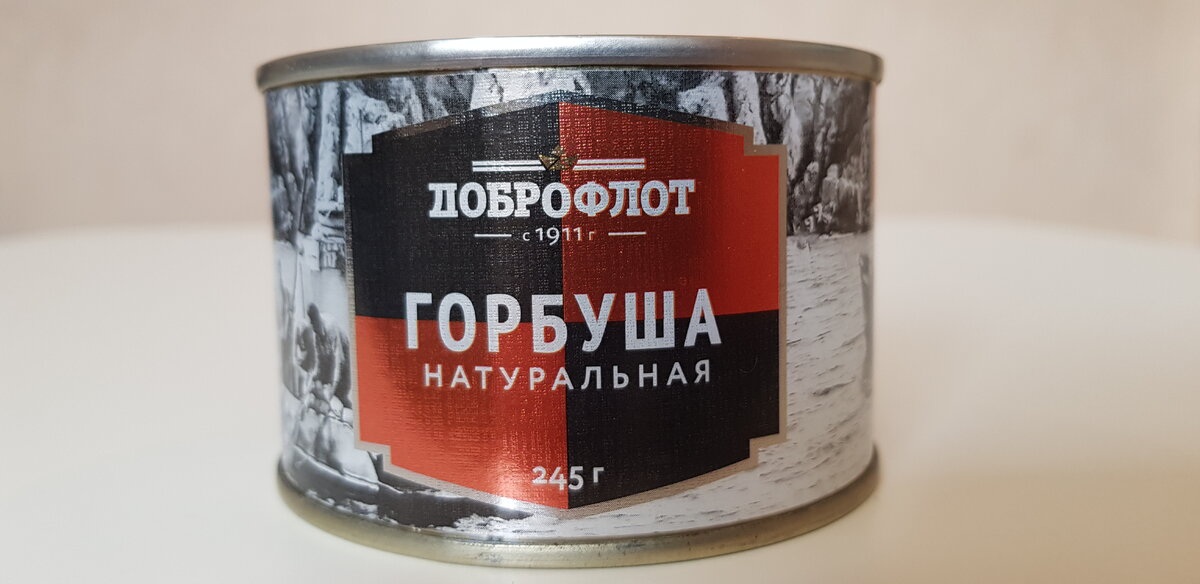 ДОБРОФЛОТ
с 1911 г
ГОРБУША
НАТУРАЛЬНАЯ
245 г